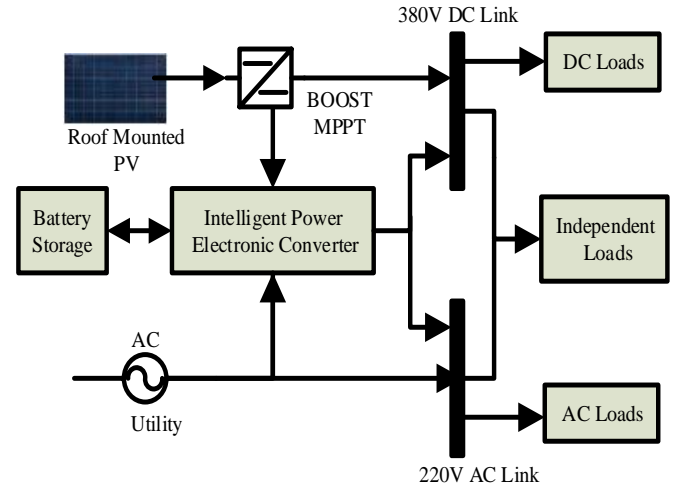 380V DC Link
DC Loads
BOOST
MPPT
Roof Mounted
PV
Battery
Storage
Intelligent Power
Electronic Converter
Independent
Loads
AC
Utility
AC Loads
220V AC Link